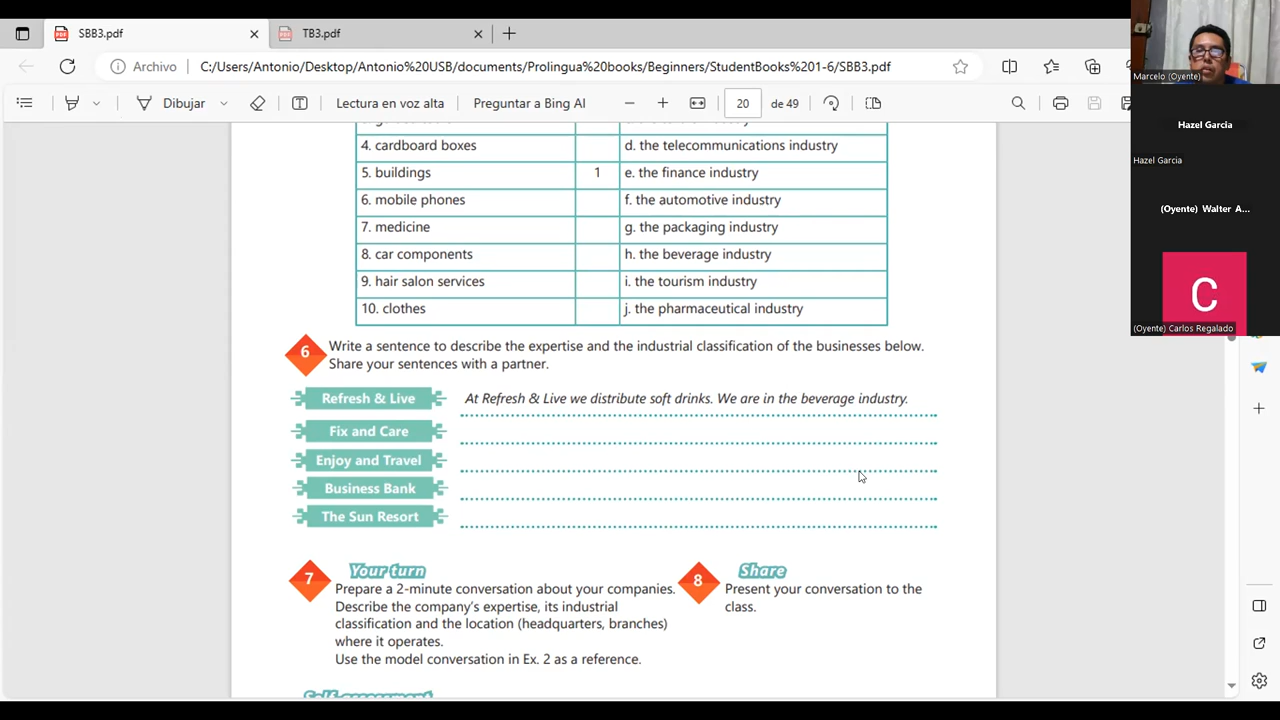 SBB3.pdf
TB3.pdf
Archivo
C:/Users/Antonio/Desktop/Antonio%20USB/documents/Prolingua%20books/Beginners/StudentBooks%201-6/SBB3.pdf
Dibujar
Lectura en voz alta
Preguntar a Bing AI
20
de 49
Marcelo (Oyente)
Hazel Garcia
Hazel Garcia
(Oyente) Walter A...
C
(Oyente) Carlos Regalado
4. cardboard boxes d. the telecommunications industry
5. buildings 1 e. the finance industry
6. mobile phones f. the automotive industry
7. medicine g. the packaging industry
8. car components h. the beverage industry
9. hair salon services i. the tourism industry
10. clothes j. the pharmaceutical industry
6 Write a sentence to describe the expertise and the industrial classification of the businesses below.
Share your sentences with a partner.
Refresh & Live At Refresh & Live we distribute soft drinks. We are in the beverage industry.
Fix and Care
Enjoy and Travel
Business Bank
The Sun Resort
7 Your turn
Prepare a 2-minute conversation about your companies.
Describe the company's expertise, its industrial
classification and the location (headquarters, branches)
where it operates.
Use the model conversation in Ex. 2 as a reference.
8 Share
Present your conversation to the
class.